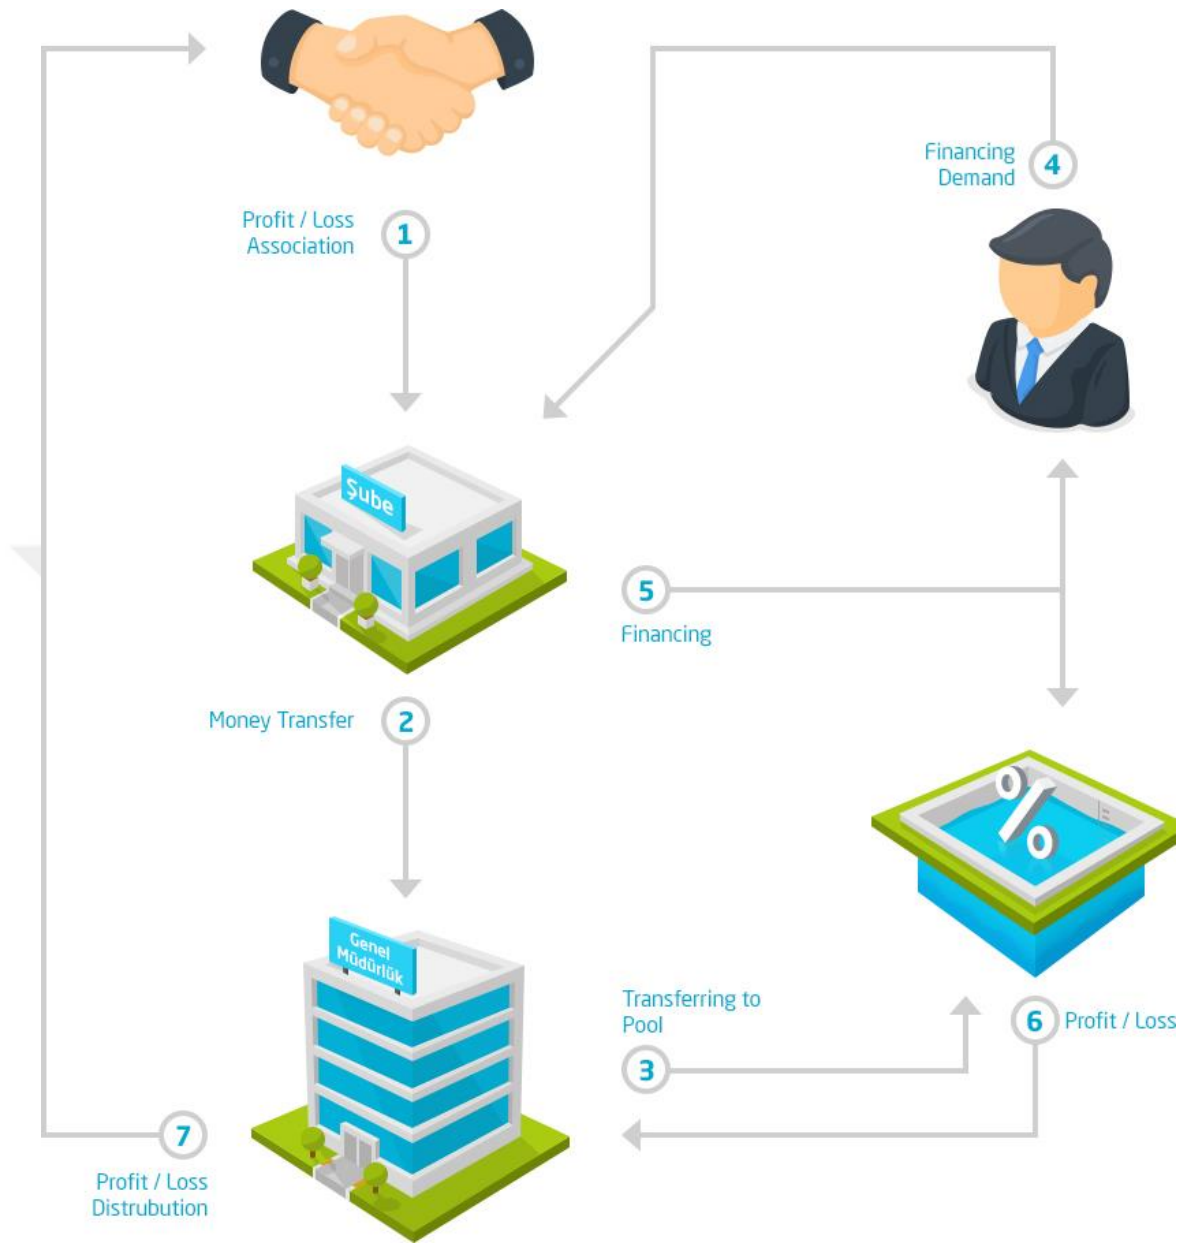 Financing
Demand
4
Profit / Loss
Association
1
Şube
5
Financing
Money Transfer
2
Genel
Müdürlük
Transferring to
Pool
3
%
6
Profit / Loss
7
Profit / Loss
Distrubution